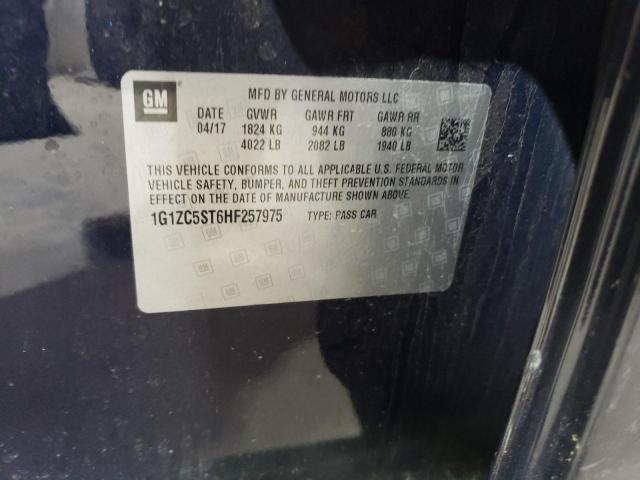 GM
MFD BY GENERAL MOTORS LLC
DATE GVWR GAWR FRT GAWR RR
04/17 1824 KG 944 KG 880 KG
4022 LB 2082 LB 1940 LB
THIS VEHICLE CONFORMS TO ALL APPLICABLE U.S. FEDERAL MOTOR
VEHICLE SAFETY, BUMPER, AND THEFT PREVENTION STANDARDS
IN EFFECT ON THE DATE OF MANUFACTURE SHOWN ABOVE.
1G1ZC5ST6HF257975 TYPE: PASS CAR